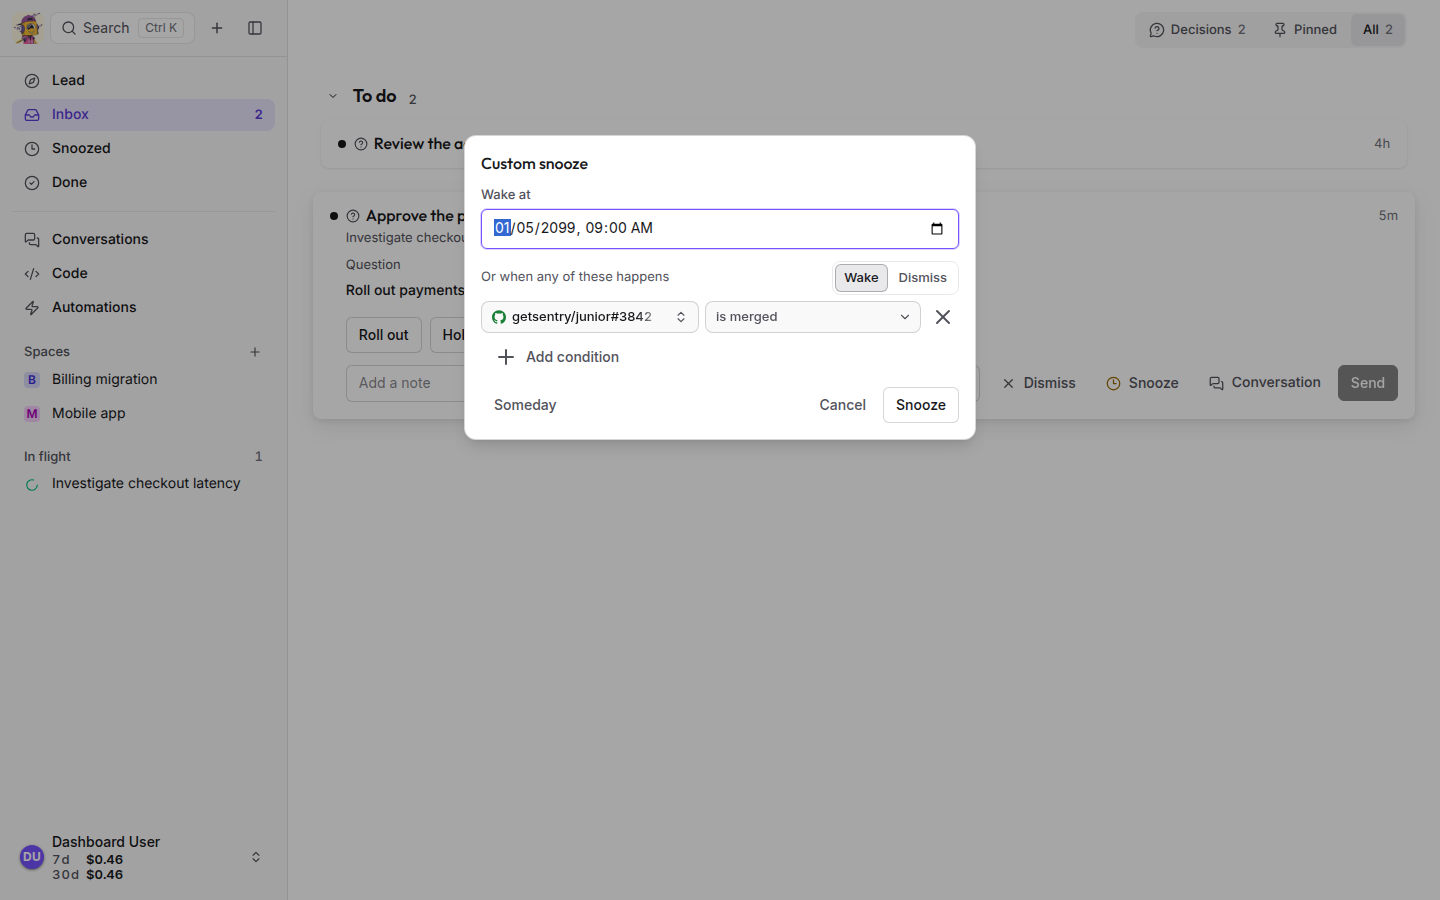 Search Ctrl K
Lead
Inbox 2
Snoozed
Done
Conversations
Code
Automations
Spaces
B Billing migration
M Mobile app
In flight 1
Investigate checkout latency
DU Dashboard User
7d $0.46
30d $0.46
Decisions 2 Pinned All 2
To do 2
Review the a 4h
Approve the p 5m
Investigate checkou
Question
Roll out payments
Roll out Hol
Add a note Dismiss Snooze Conversation Send
Custom snooze
Wake at
01/05/2099, 09:00 AM
Or when any of these happens Wake Dismiss
getsentry/junior#3842 is merged
Add condition
Someday Cancel Snooze